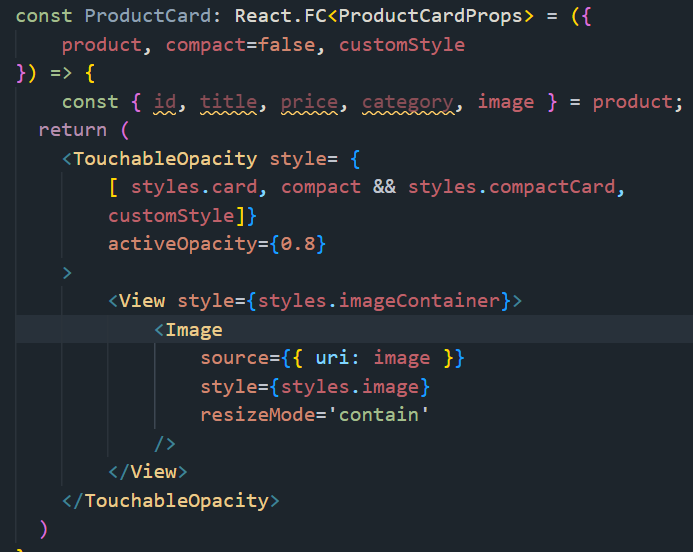 const ProductCard: React.FC<ProductCardProps> = ({
    product, compact=false, customStyle
}) => {
    const { id, title, price, category, image } = product;
  return (
    <TouchableOpacity style= {
        [ styles.card, compact && styles.compactCard,
        customStyle]}
        activeOpacity={0.8}
    >
        <View style={styles.imageContainer}>
            <Image
                source={{ uri: image }}
                style={styles.image}
                resizeMode='contain'
            />
        </View>
    </TouchableOpacity>
  )